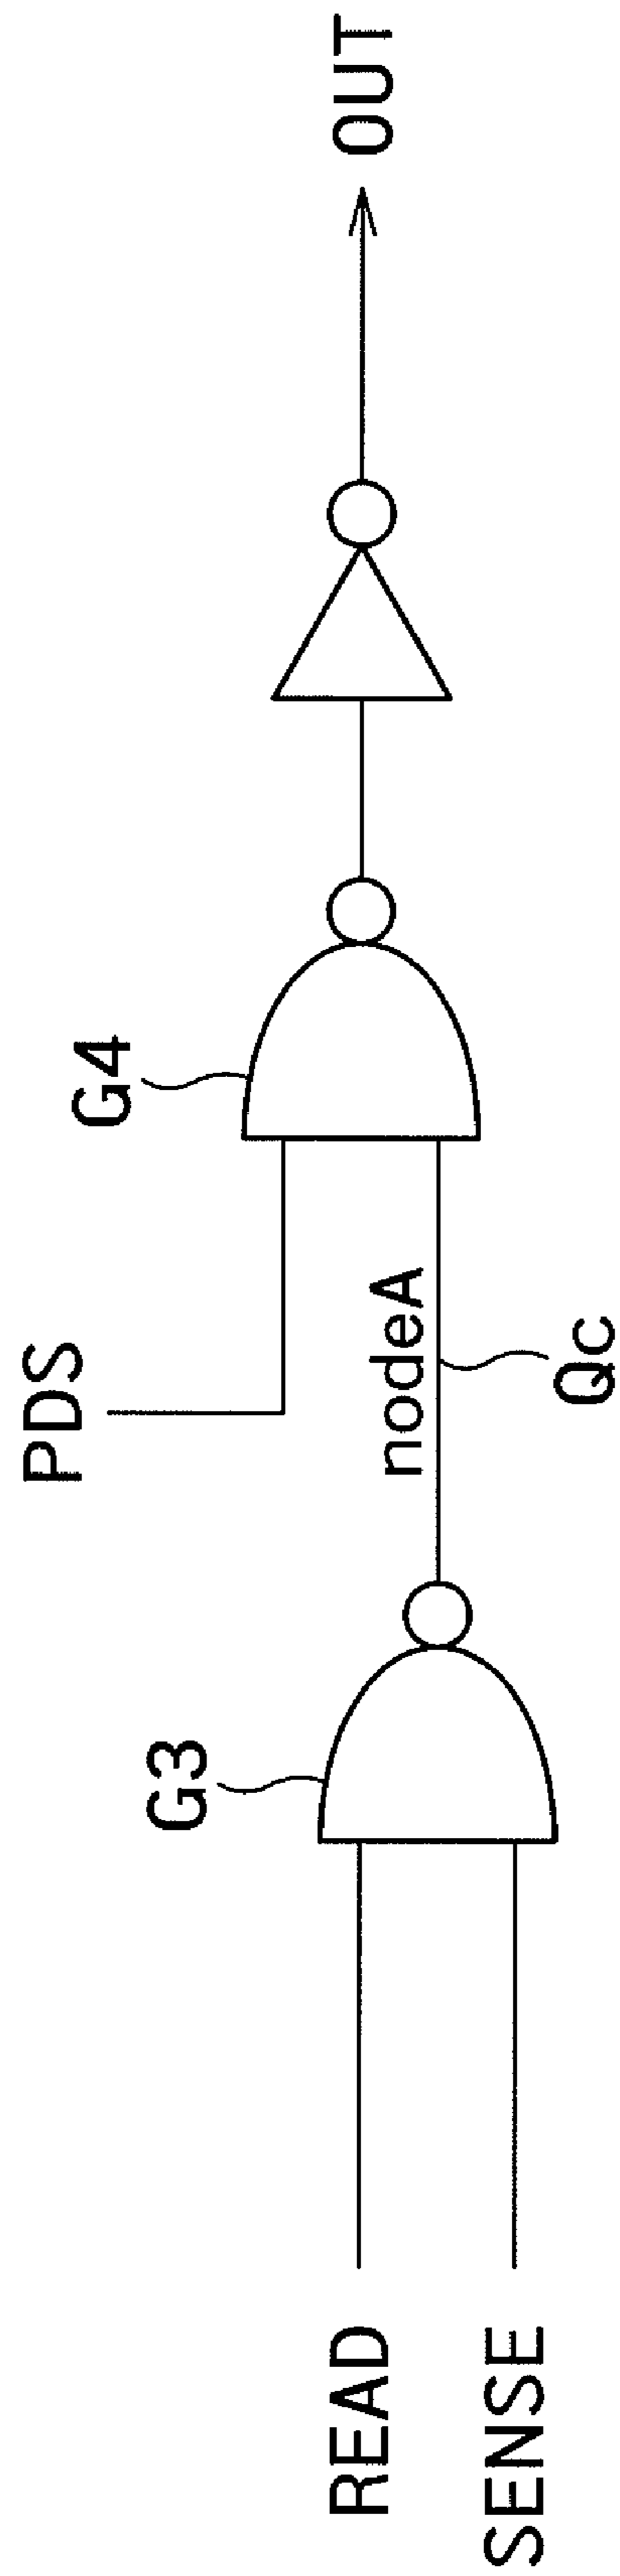 READ
SENSE
G3
PDS
nodeA
Qc
G4
OUT